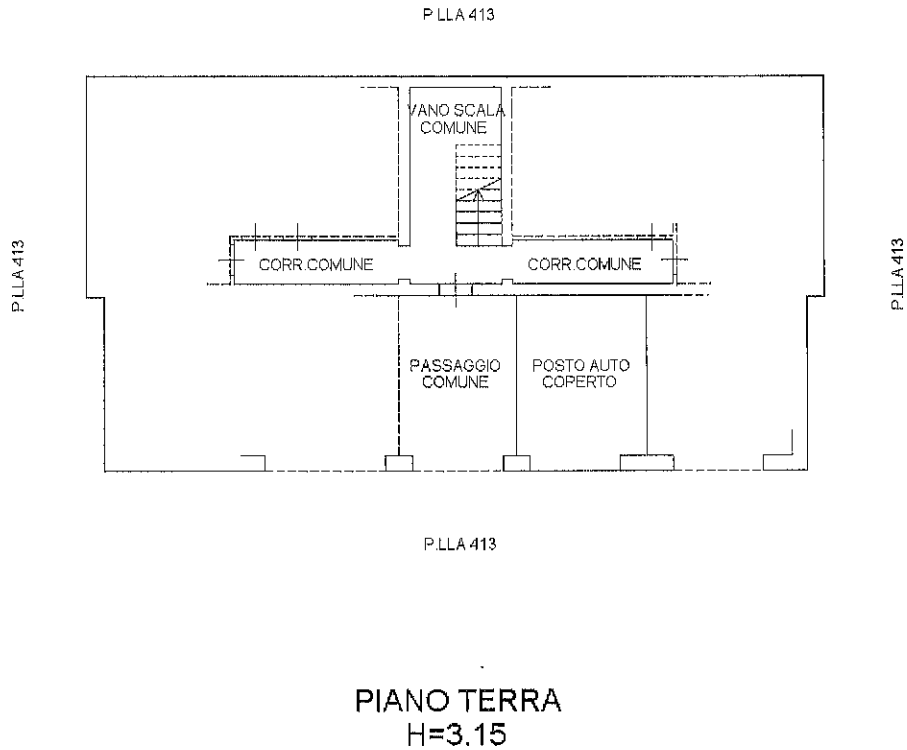 P.LLA 413
VANO SCALA
COMUNE
P.LLA 413
CORR.COMUNE
CORR.COMUNE
P.LLA 413
PASSAGGIO
COMUNE
POSTO AUTO
COPERTO
P.LLA 413
PIANO TERRA
H=3,15